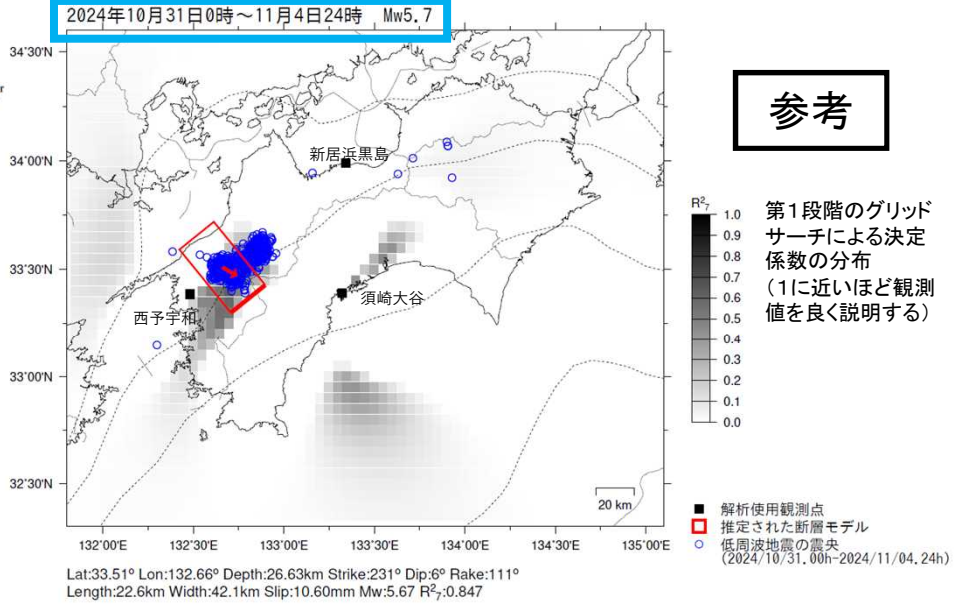 2024年10月31日0時～11月4日24時 Mw5.7
34°30'N
34°00'N
33°30'N
33°00'N
32°30'N
r
新居浜黒島
西予宇和
須崎大谷
20 km
132°00'E 132°30'E 133°00'E 133°30'E 134°00'E 134°30'E 135°00'E
参考
R²₇
1.0
0.9
0.8
0.7
0.6
0.5
0.4
0.3
0.2
0.1
0.0
第１段階のグリッド
サーチによる決定
係数の分布
（１に近いほど観測
値を良く説明する）
解析使用観測点
推定された断層モデル
低周波地震の震央
(2024/10/31.00h-2024/11/04.24h)
Lat:33.51° Lon:132.66° Depth:26.63km Strike:231° Dip:6° Rake:111°
Length:22.6km Width:42.1km Slip:10.60mm Mw:5.67 R²₇:0.847